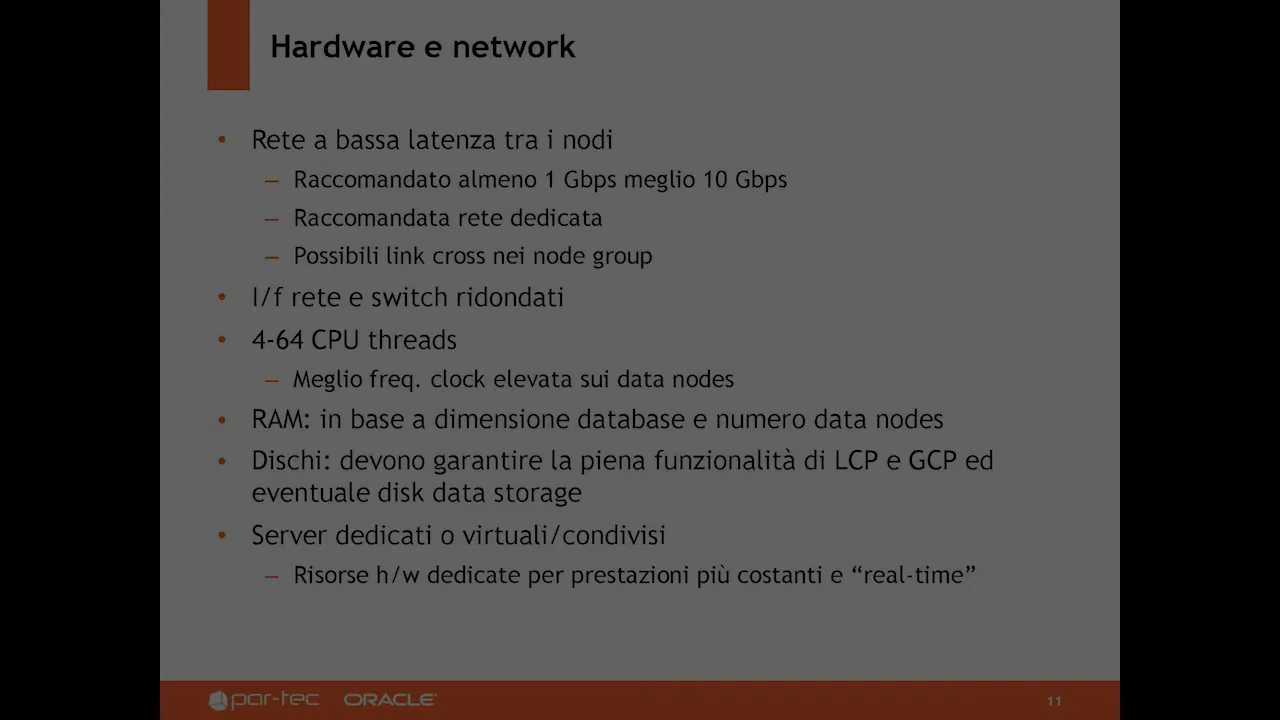 Hardware e network
• Rete a bassa latenza tra i nodi
– Raccomandato almeno 1 Gbps meglio 10 Gbps
– Raccomandata rete dedicata
– Possibili link cross nei node group
• I/f rete e switch ridondati
• 4-64 CPU threads
– Meglio freq. clock elevata sui data nodes
• RAM: in base a dimensione database e numero data nodes
• Dischi: devono garantire la piena funzionalità di LCP e GCP ed
eventuale disk data storage
• Server dedicati o virtuali/condivisi
– Risorse h/w dedicate per prestazioni più costanti e “real-time”
par-tec ORACLE 11